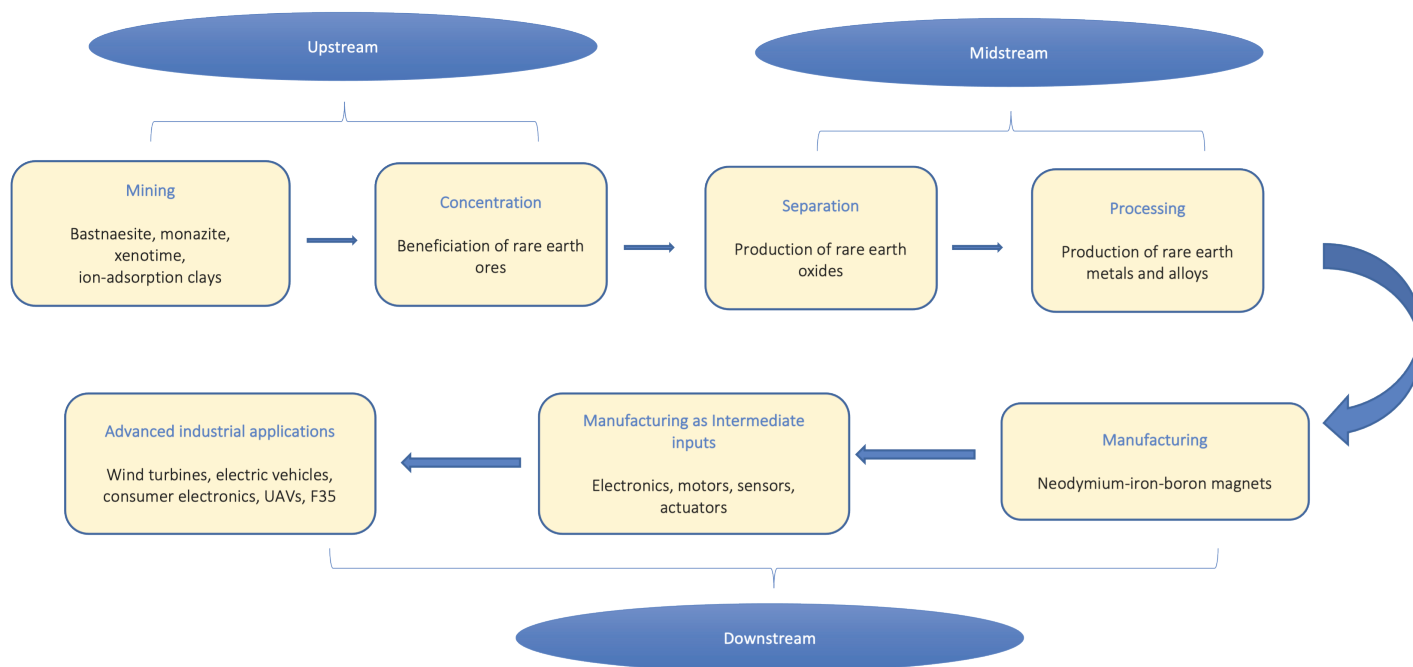 Upstream
Midstream
Mining
Bastnaesite, monazite,
xenotime,
ion-adsorption clays
Concentration
Beneficiation of rare earth
ores
Separation
Production of rare earth
oxides
Processing
Production of rare earth
metals and alloys
Manufacturing
Neodymium-iron-boron magnets
Manufacturing as Intermediate
inputs
Electronics, motors, sensors,
actuators
Advanced industrial applications
Wind turbines, electric vehicles,
consumer electronics, UAVs, F35
Downstream